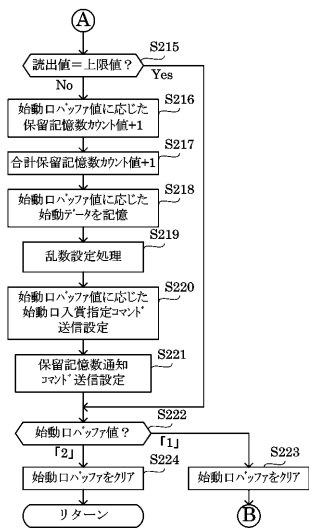 A
S215
読出値＝上限値？
No
Yes
S216
始動口バッファ値に応じた
保留記憶数カウント値+1
S217
合計保留記憶数カウント値+1
S218
始動口バッファ値に応じた
始動データを記憶
S219
乱数設定処理
S220
始動口バッファ値に応じた
始動口入賞指定コマンド
送信設定
S221
保留記憶数通知
コマンド送信設定
S222
始動口バッファ値？
「2」
「1」
S224
S223
始動口バッファをクリア
始動口バッファをクリア
リターン
B